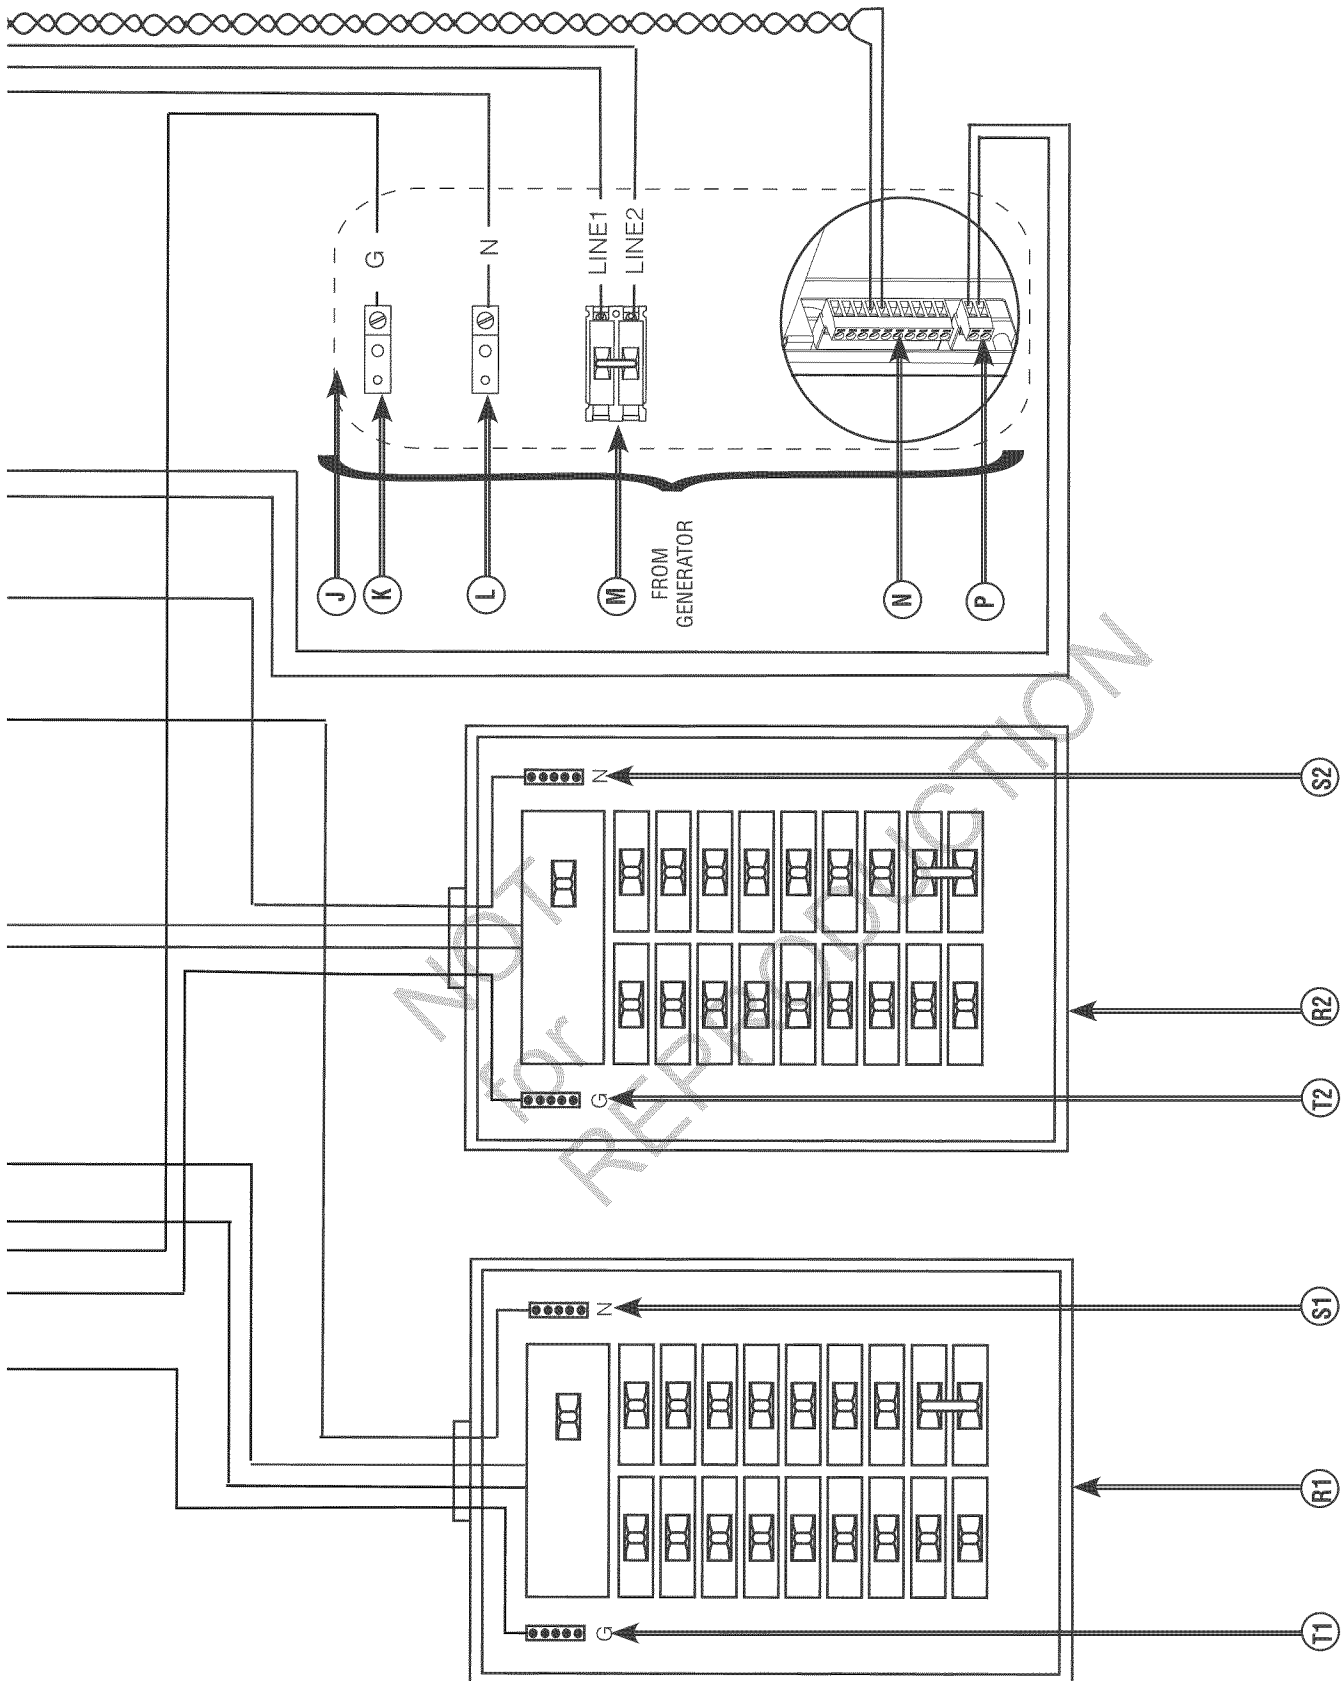 G
N
LINE1
LINE2
J
K
L
M
FROM
GENERATOR
N
P
N
S2
R2
G
T2
N
S1
R1
G
T1
NOT
for
REPRODUCTION